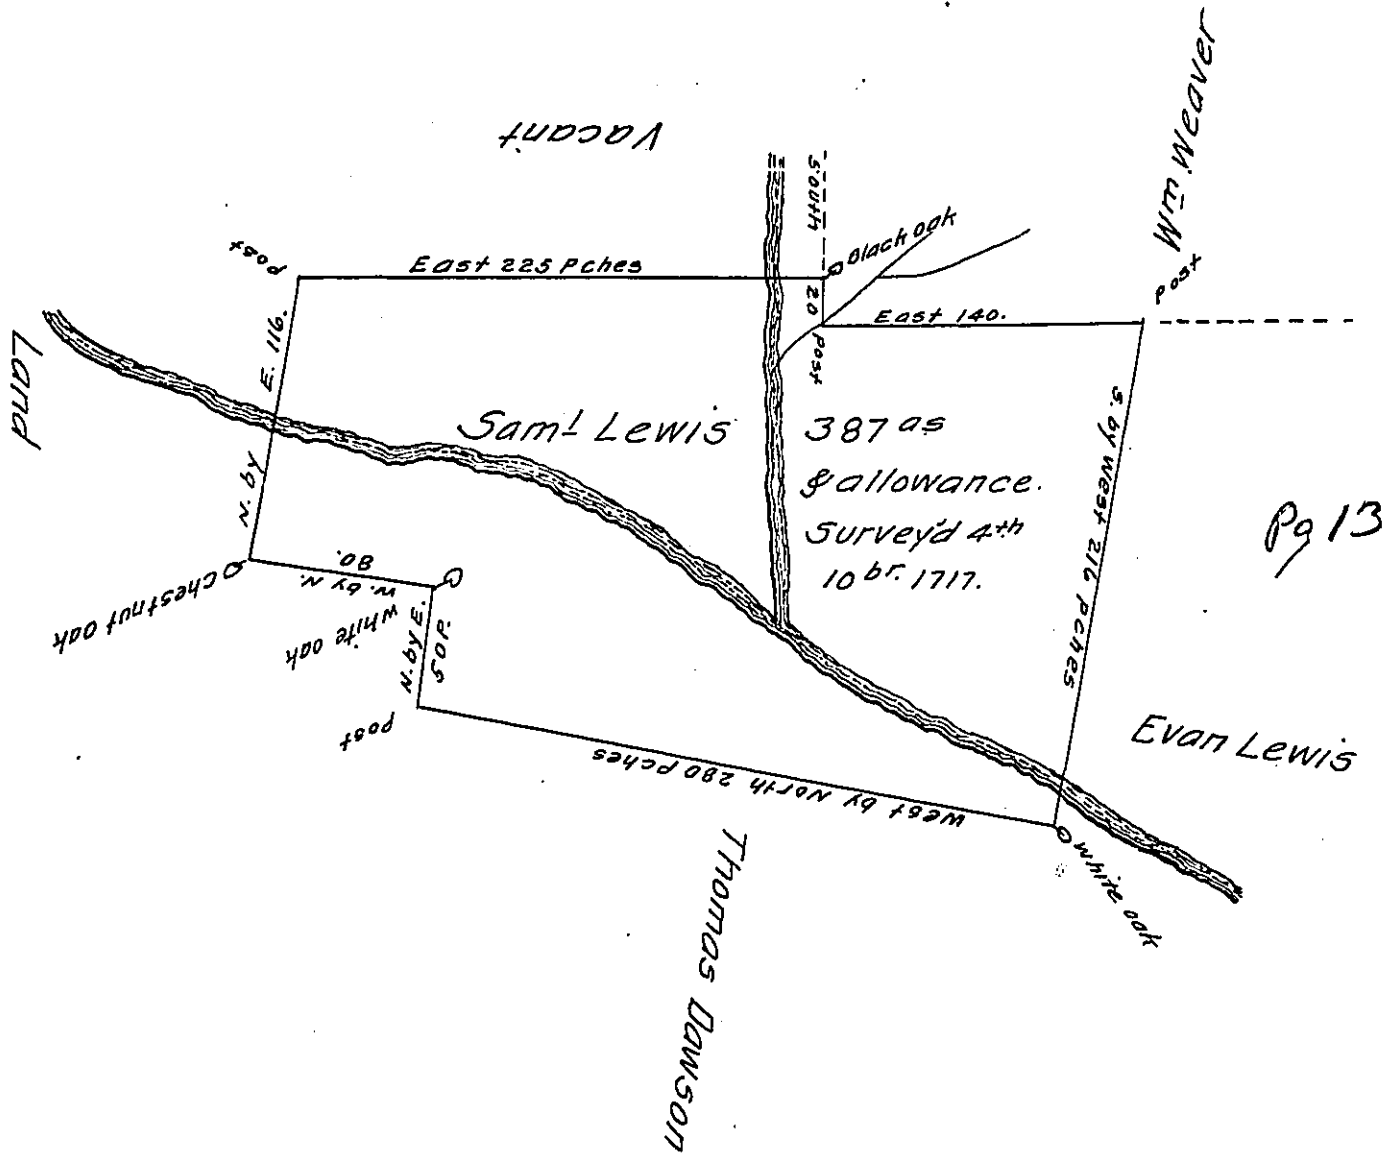 Vacant
Wm Weaver
South
Black oak
Post
East 225 Pches
20
Post
East 140.
Post
Land
N. by E. 116.
Saml Lewis
387 as
& allowance.
Survey'd 4th
10 br. 1717.
S. by West 216 Pches
Pg 13
Chestnut oak
W. by N. 80.
White oak
N. by E. 50 p.
Post
West by North 280 Pches
Evan Lewis
White oak
Thomas Dawson